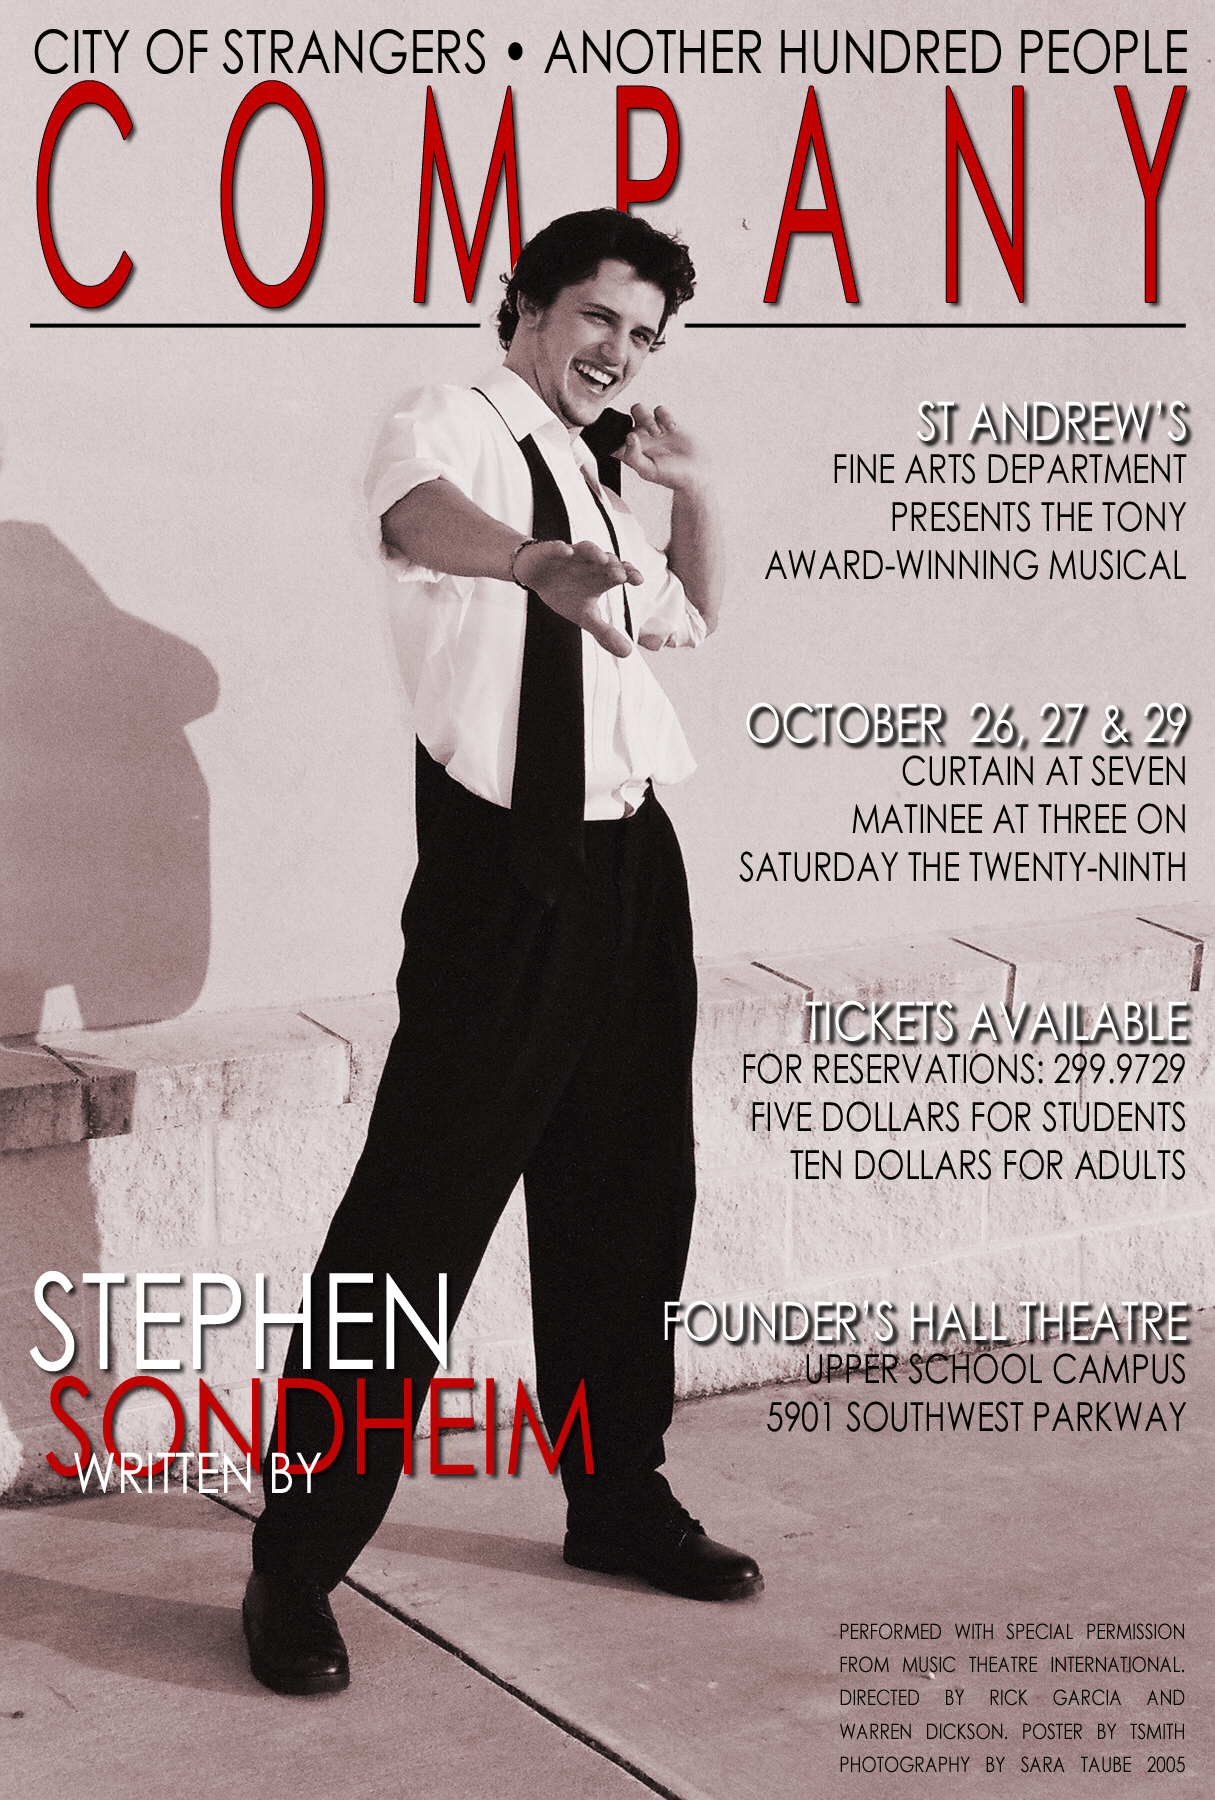 CITY OF STRANGERS • ANOTHER HUNDRED PEOPLE
COMPANY
ST ANDREW'S
FINE ARTS DEPARTMENT
PRESENTS THE TONY
AWARD-WINNING MUSICAL
OCTOBER 26, 27 & 29
CURTAIN AT SEVEN
MATINEE AT THREE ON
SATURDAY THE TWENTY-NINTH
TICKETS AVAILABLE
FOR RESERVATIONS: 299.9729
FIVE DOLLARS FOR STUDENTS
TEN DOLLARS FOR ADULTS
FOUNDER'S HALL THEATRE
UPPER SCHOOL CAMPUS
5901 SOUTHWEST PARKWAY
STEPHEN
SONDHEIM
WRITTEN BY
PERFORMED WITH SPECIAL PERMISSION
FROM MUSIC THEATRE INTERNATIONAL.
DIRECTED BY RICK GARCIA AND
WARREN DICKSON. POSTER BY TSMITH
PHOTOGRAPHY BY SARA TAUBE 2005